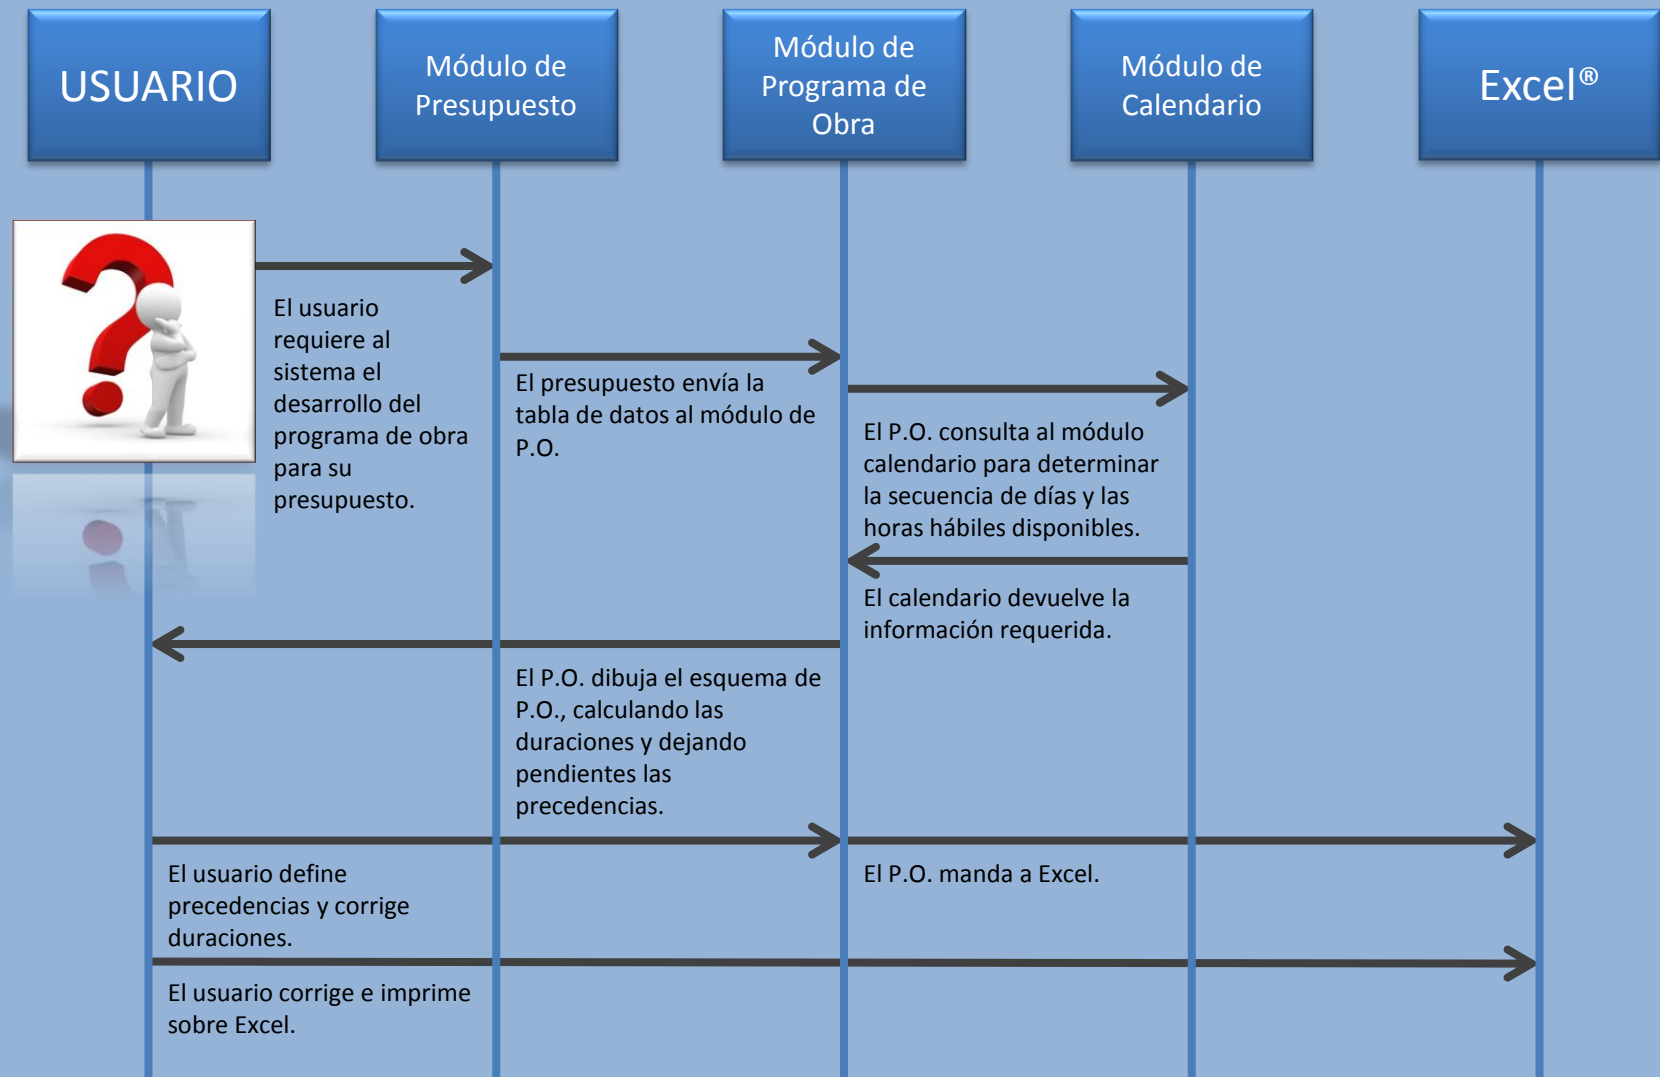 USUARIO
Módulo de
Presupuesto
Módulo de
Programa de
Obra
Módulo de
Calendario
Excel®
El usuario
requiere al
sistema el
desarrollo del
programa de obra
para su
presupuesto.
El presupuesto envía la
tabla de datos al módulo de
P.O.
El P.O. consulta al módulo
calendario para determinar
la secuencia de días y las
horas hábiles disponibles.
El calendario devuelve la
información requerida.
El P.O. dibuja el esquema de
P.O., calculando las
duraciones y dejando
pendientes las
precedencias.
El usuario define
precedencias y corrige
duraciones.
El P.O. manda a Excel.
El usuario corrige e imprime
sobre Excel.